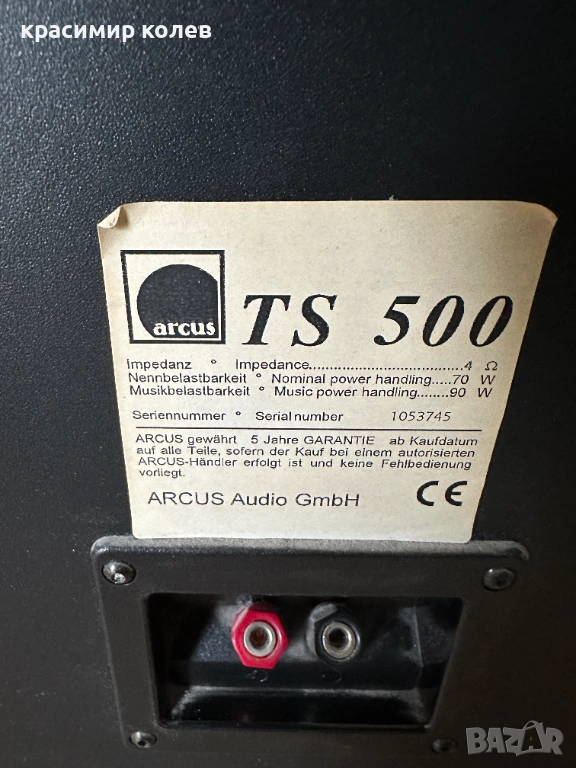 красимир колев
arcus
TS 500
Impedanz ° Impedance......................................4 Ω
Nennbelastbarkeit ° Nominal power handling.....70 W
Musikbelastbarkeit ° Music power handling.......90 W
Seriennummer ° Serial number 1053745
ARCUS gewährt 5 Jahre GARANTIE ab Kaufdatum
auf alle Teile, sofern der Kauf bei einem autorisierten
ARCUS-Händler erfolgt ist und keine Fehlbedienung
vorliegt.
ARCUS Audio GmbH CE
BAZAR